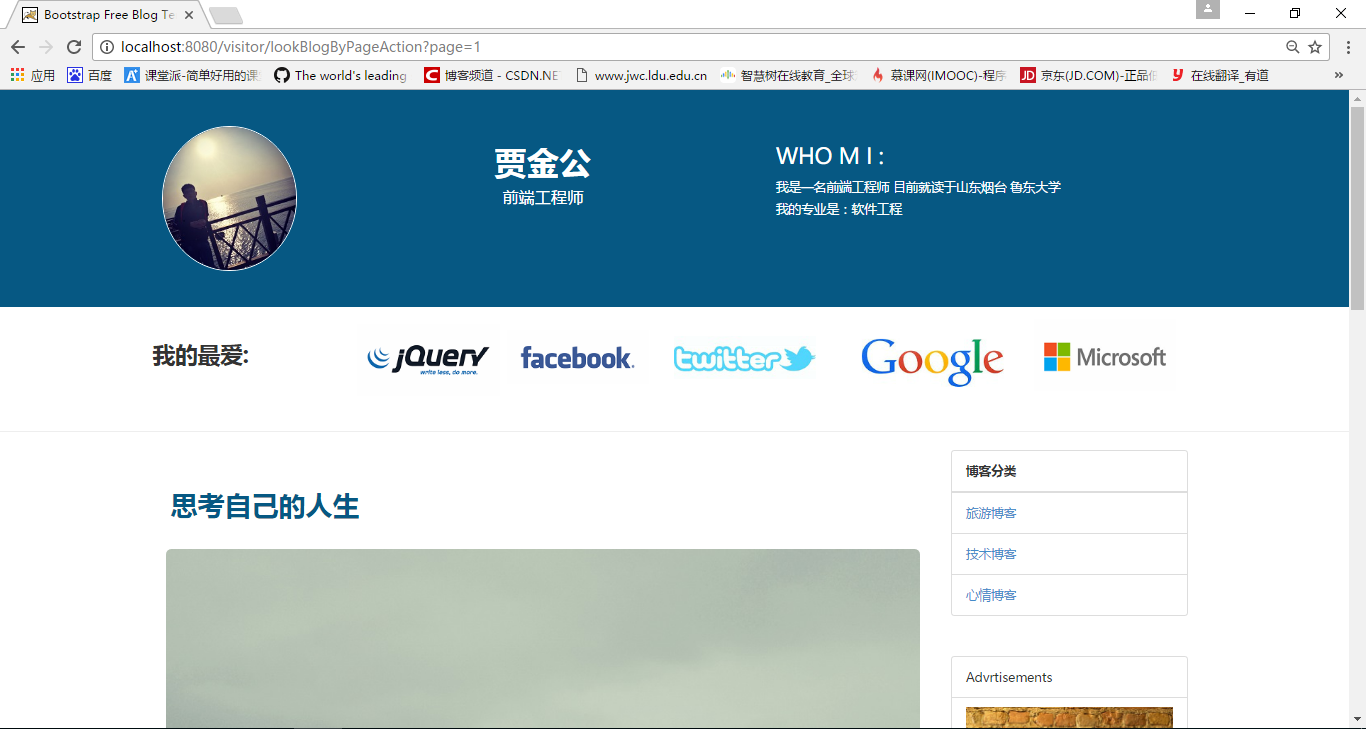 Bootstrap Free Blog Te
localhost:8080/visitor/lookBlogByPageAction?page=1
应用 百度 课堂派-简单好用的课 The world's leading 博客频道 - CSDN.NE www.jwc.ldu.edu.cn 智慧树在线教育_全球 慕课网(IMOOC)-程序 京东(JD.COM)-正品低 在线翻译_有道
贾金公
前端工程师
WHO M I :
我是一名前端工程师 目前就读于山东烟台 鲁东大学
我的专业是：软件工程
我的最爱:
jQuery
write less, do more.
facebook.
twitter
Google
Microsoft
思考自己的人生
博客分类
旅游博客
技术博客
心情博客
Advrtisements